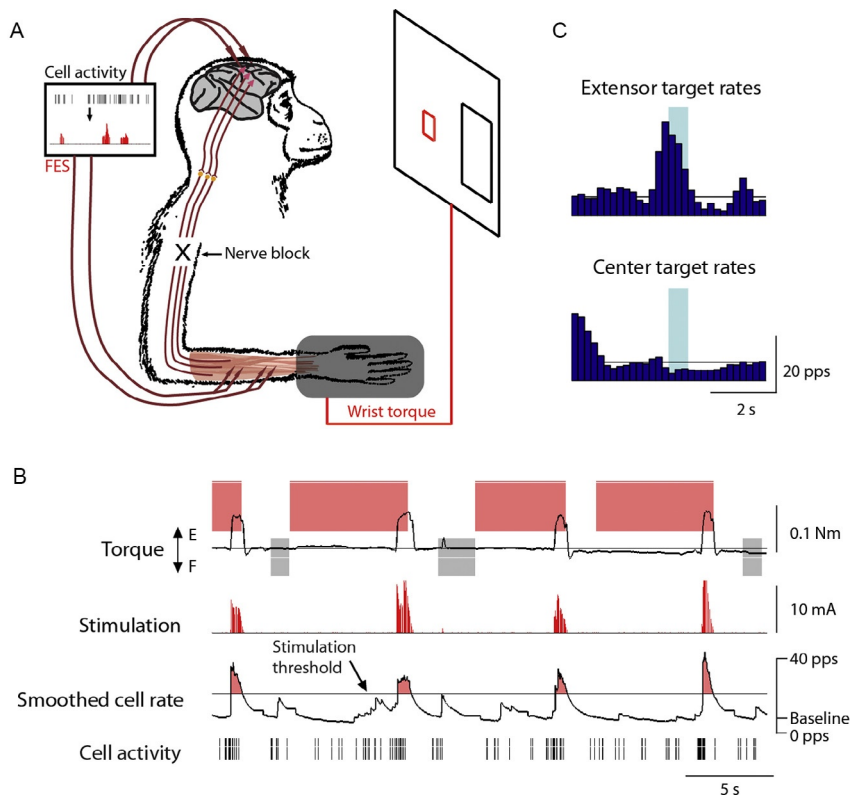 A
Cell activity
FES
Nerve block
Wrist torque
C
Extensor target rates
Center target rates
20 pps
2 s
B
Torque
E
F
0.1 Nm
Stimulation
10 mA
Stimulation
threshold
Smoothed cell rate
40 pps
Baseline
0 pps
Cell activity
5 s